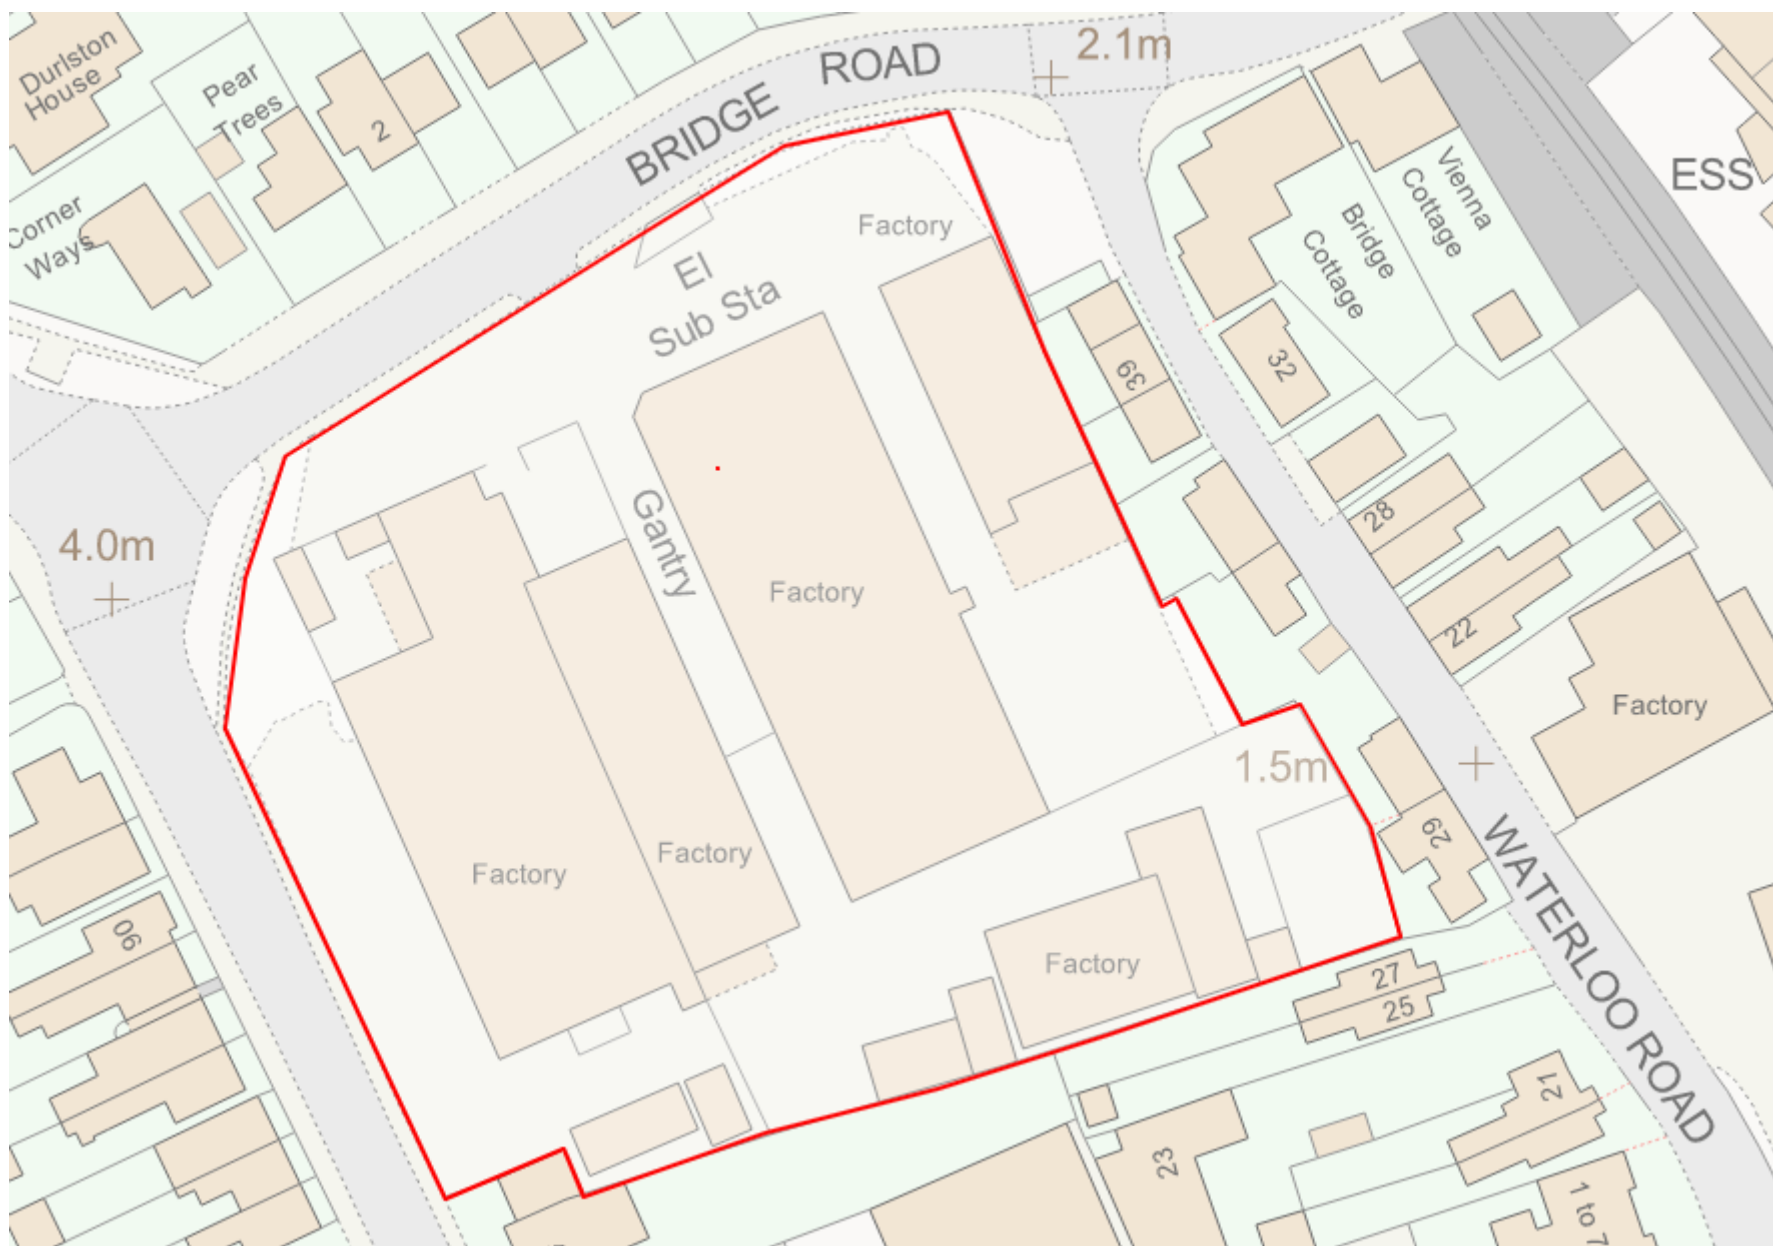 Durlston
House
Pear
Trees
2
Corner
Ways
BRIDGE ROAD
2.1m
ESS
Vienna
Cottage
Bridge
Cottage
Factory
El
Sub Sta
39
32
4.0m
Gantry
28
Factory
22
Factory
1.5m
29
Factory
Factory
90
Factory
27
25
WATERLOO ROAD
21
23
1 to 7